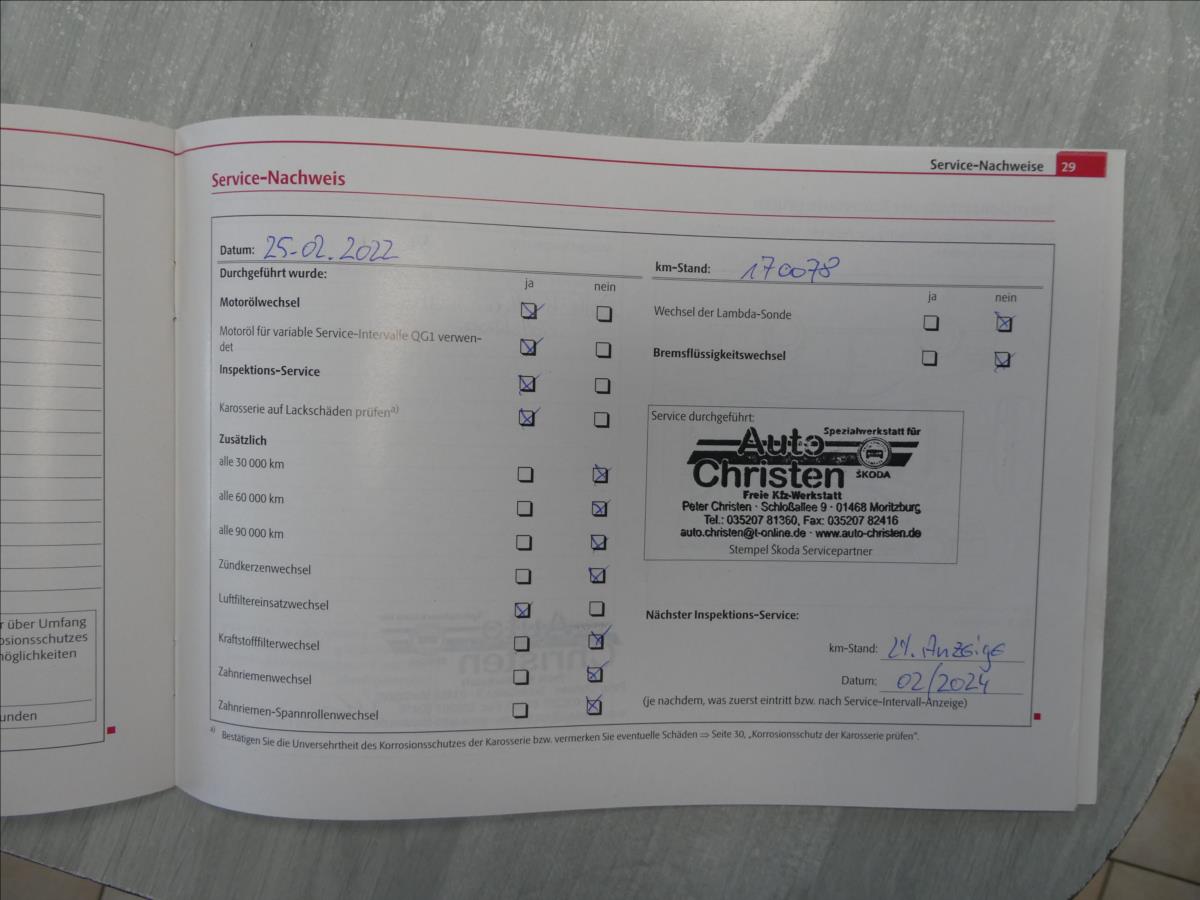 Service-Nachweise 29
Service-Nachweis
Datum: 25.02.2022
km-Stand: 170078
Durchgeführt wurde:
ja nein
ja nein
Motorölwechsel
Motoröl für variable Service-Intervalle QG1 verwen-
det
Inspektions-Service
Karosserie auf Lackschäden prüfen a)
Zusätzlich
alle 30 000 km
alle 60 000 km
alle 90 000 km
Zündkerzenwechsel
Luftfiltereinsatzwechsel
Kraftstofffilterwechsel
Zahnriemenwechsel
Zahnriemen-Spannrollenwechsel
Wechsel der Lambda-Sonde
Bremsflüssigkeitswechsel
Service durchgeführt:
Spezialwerkstatt für
Auto
Christen
ŠKODA
Freie Kfz-Werkstatt
Peter Christen · Schloßallee 9 · 01468 Moritzburg
Tel.: 035207 81360, Fax: 035207 82416
auto.christen@t-online.de · www.auto-christen.de
Stempel Škoda Servicepartner
Nächster Inspektions-Service:
km-Stand: Anzeige
Datum: 02/2024
(je nachdem, was zuerst eintritt bzw. nach Service-Intervall-Anzeige)
a) Bestätigen Sie die Unversehrtheit des Korrosionsschutzes der Karosserie bzw. vermerken Sie eventuelle Schäden ⇒ Seite 30, „Korrosionsschutz der Karosserie prüfen“.
r über Umfang
osionsschutzes
möglichkeiten
unden